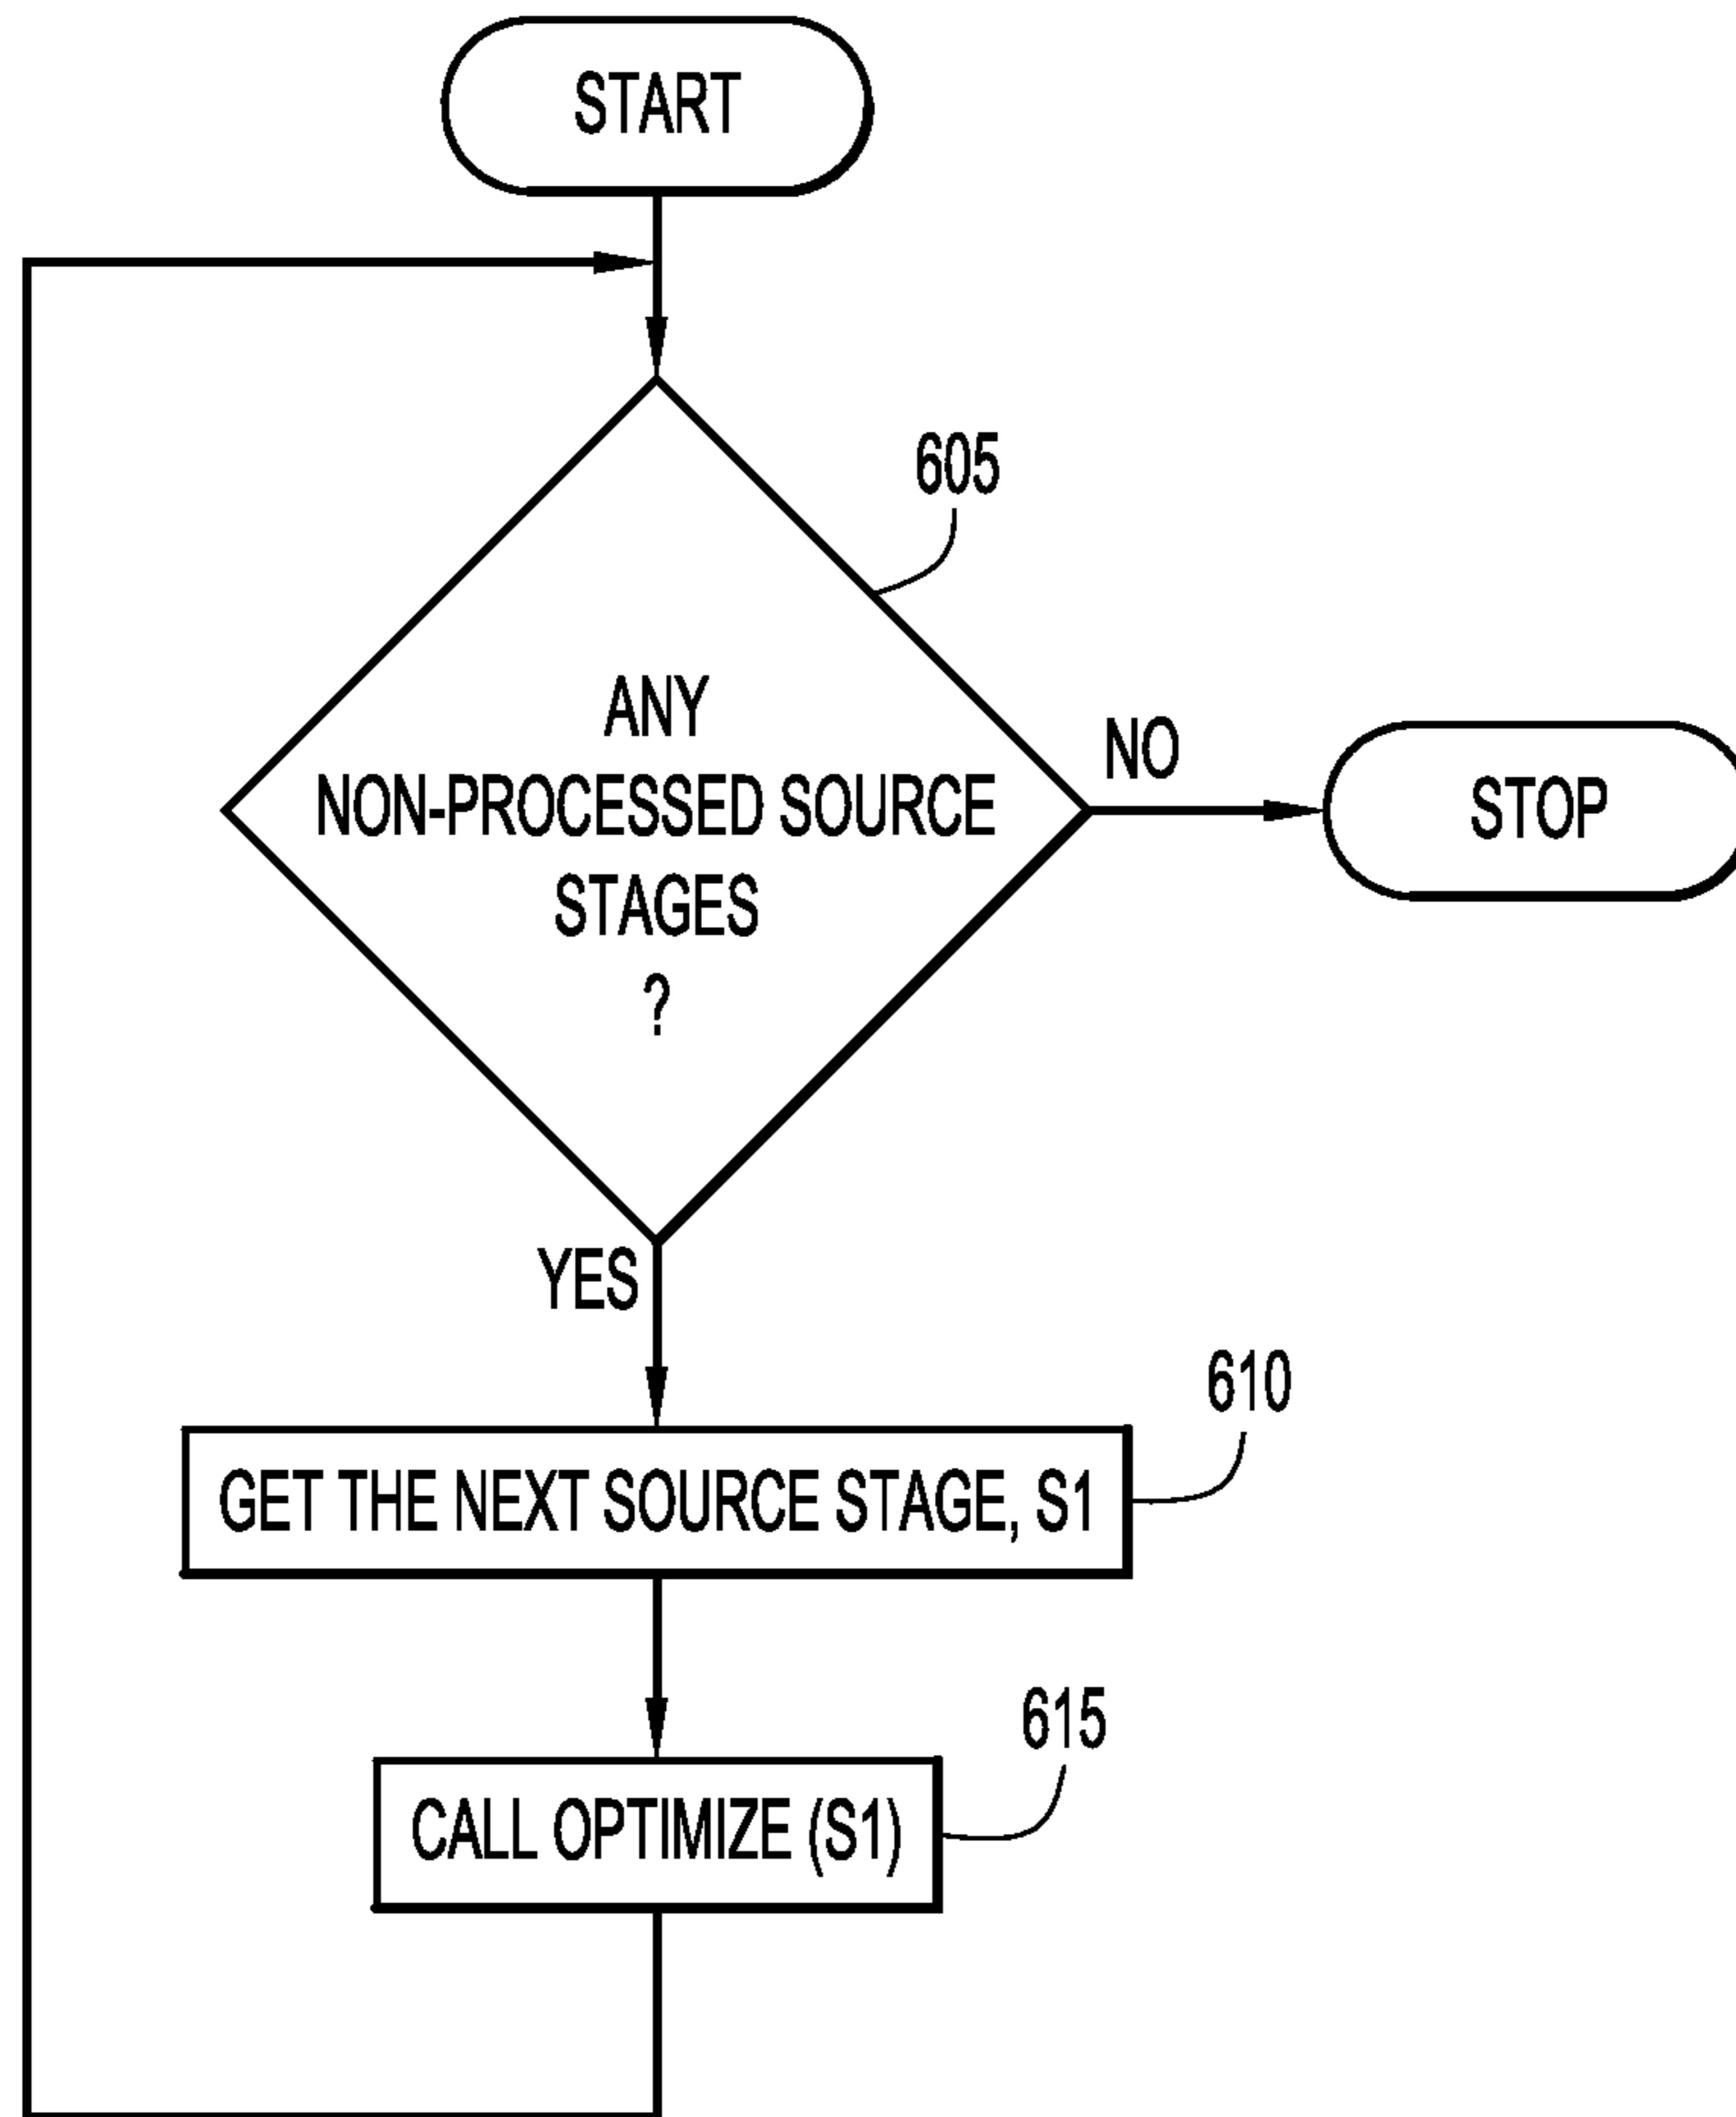 START
605
ANY
NON-PROCESSED SOURCE
STAGES
?
NO
STOP
YES
610
GET THE NEXT SOURCE STAGE, S1
615
CALL OPTIMIZE (S1)